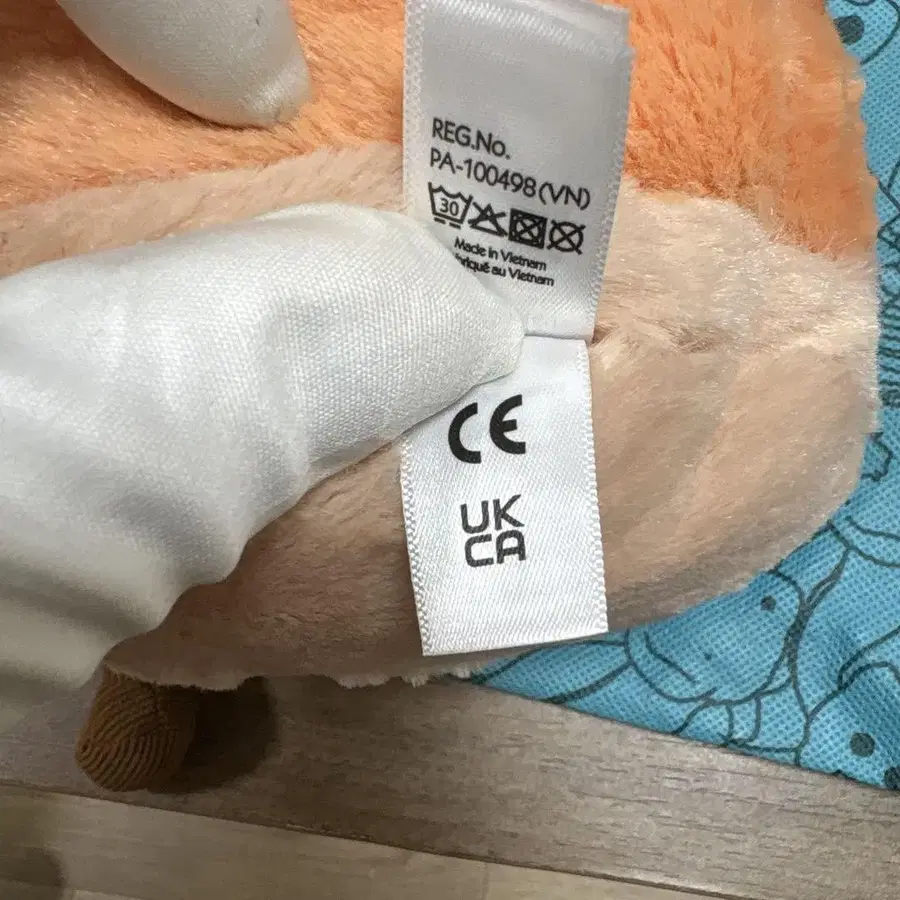 REG.No.
PA-100498(VN)
30
Made in Vietnam
au Vietnam
CE
UK
CA